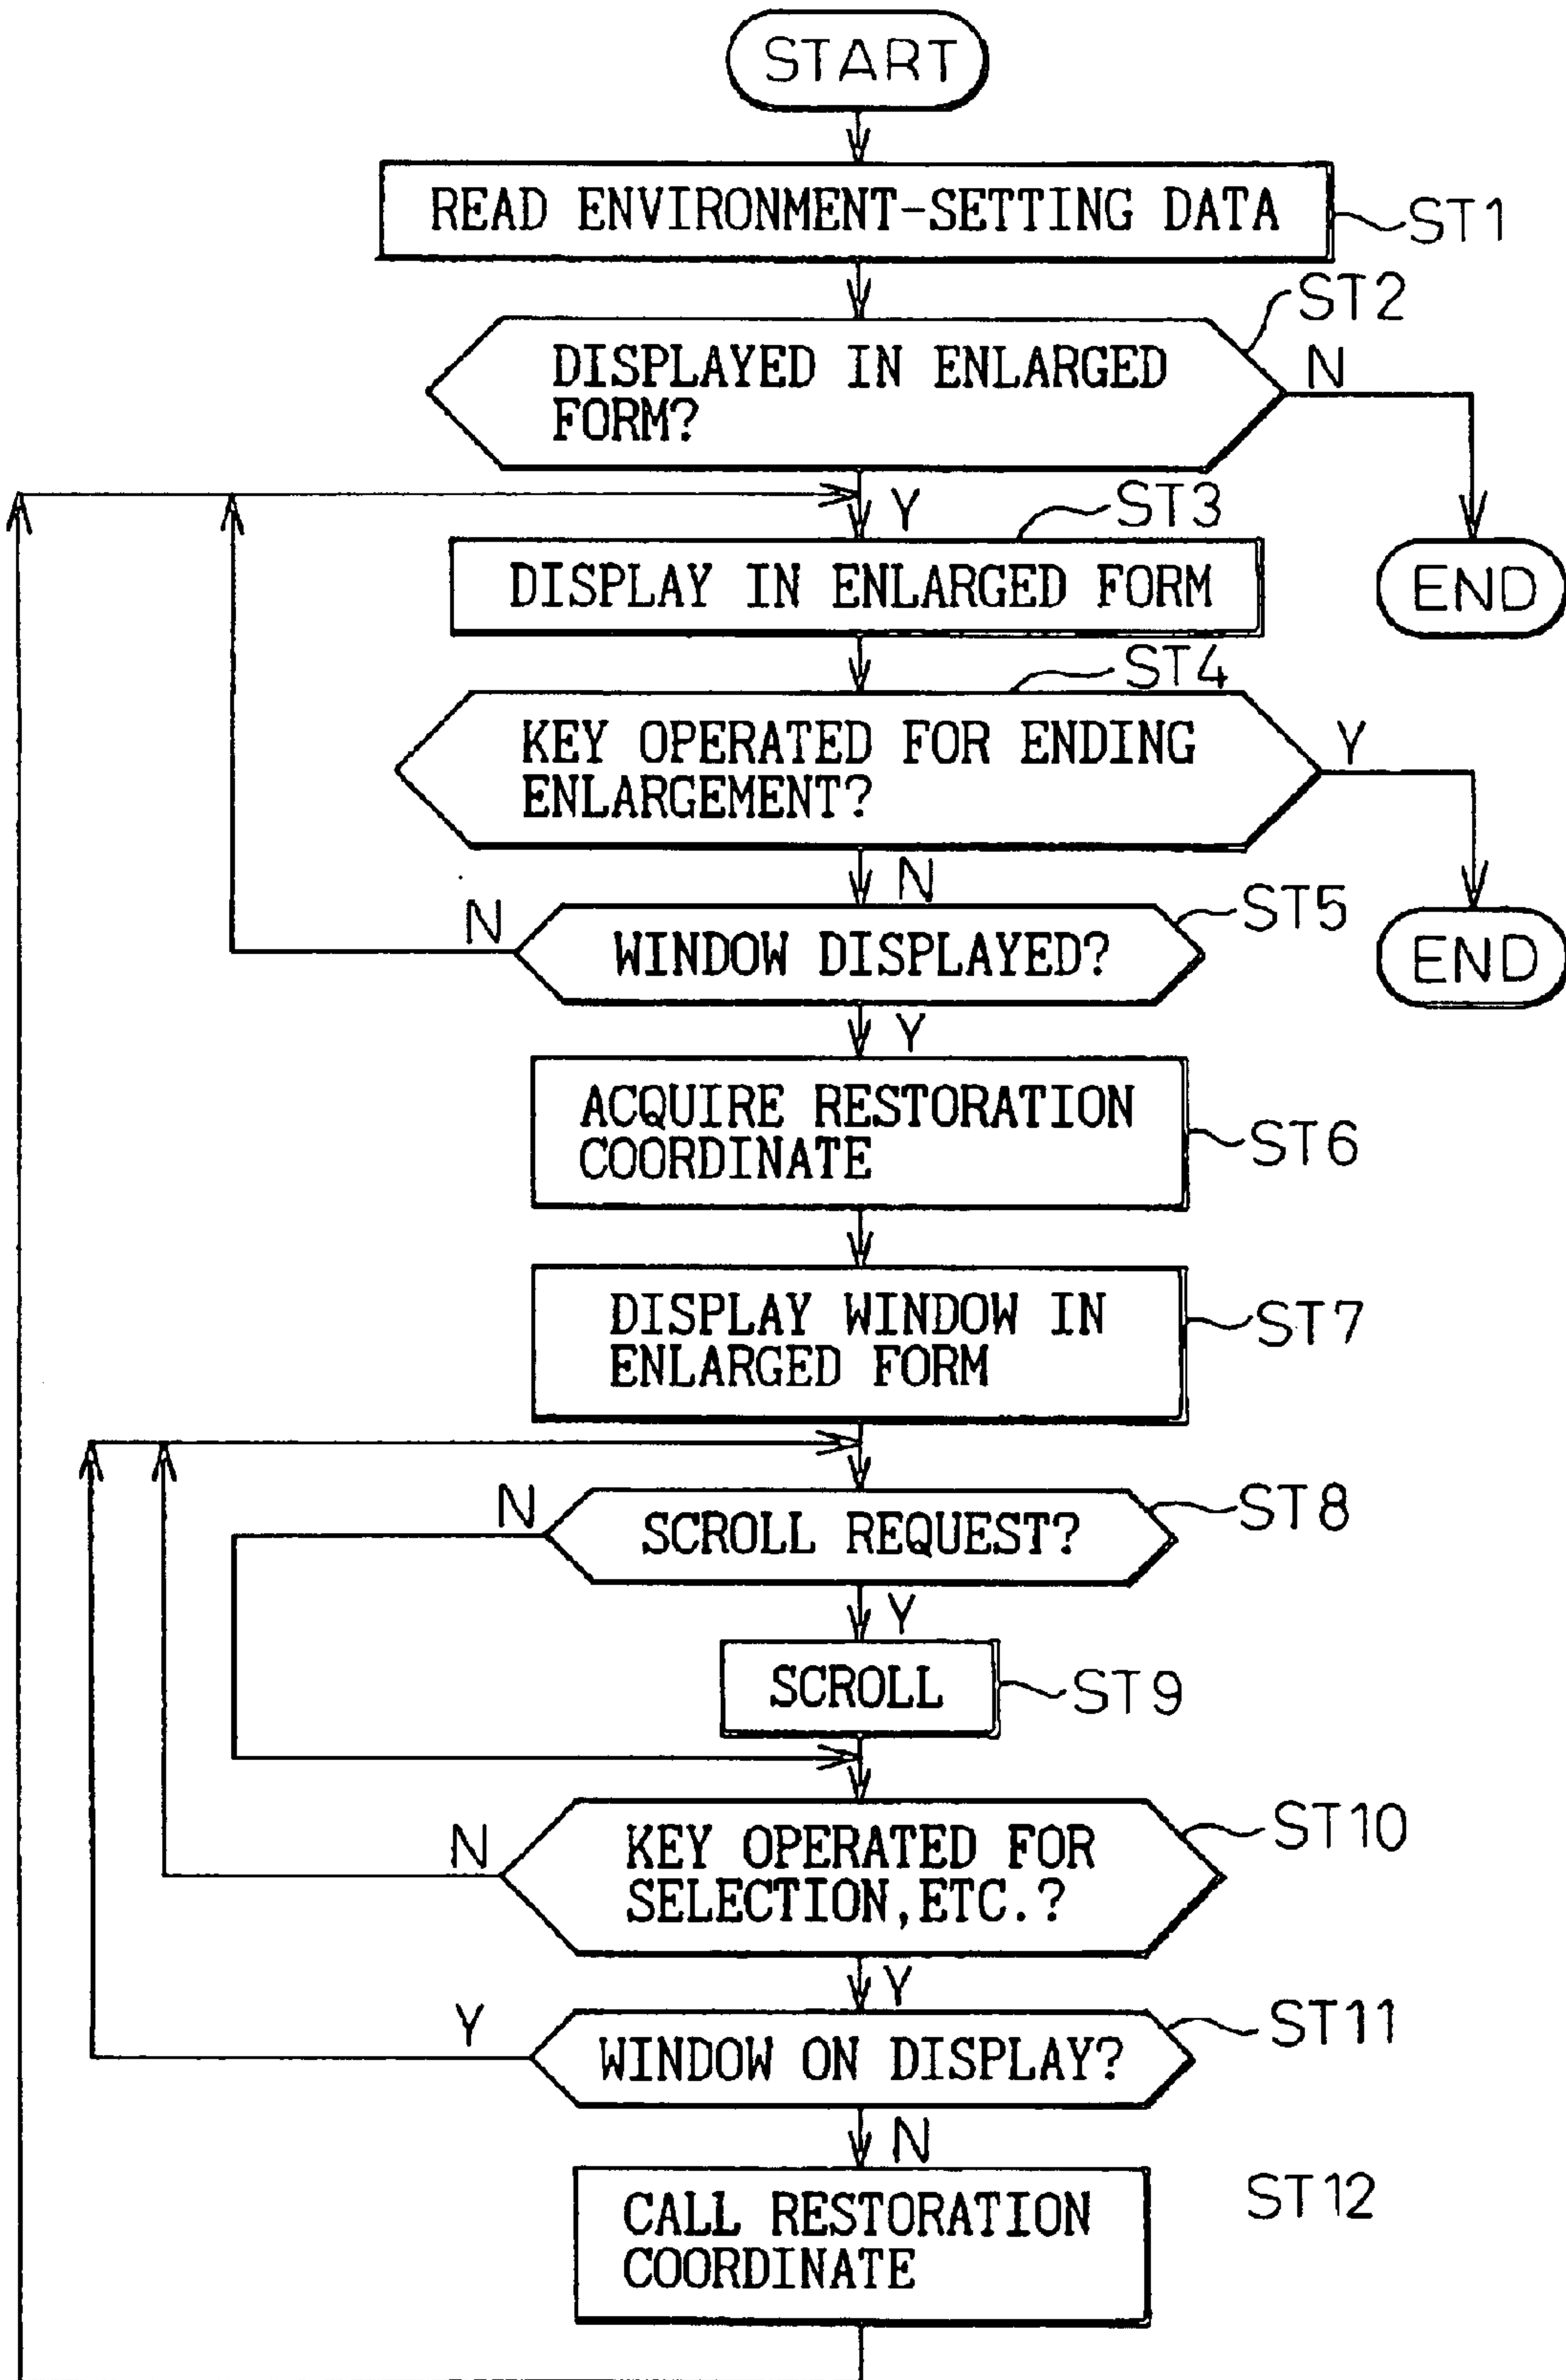 START
READ ENVIRONMENT-SETTING DATA
ST1
ST2
DISPLAYED IN ENLARGED
FORM?
N
Y
ST3
DISPLAY IN ENLARGED FORM
END
ST4
KEY OPERATED FOR ENDING
ENLARGEMENT?
Y
N
ST5
N
WINDOW DISPLAYED?
END
Y
ACQUIRE RESTORATION
COORDINATE
ST6
DISPLAY WINDOW IN
ENLARGED FORM
ST7
N
SCROLL REQUEST?
ST8
Y
SCROLL
ST9
N
KEY OPERATED FOR
SELECTION,ETC.?
ST10
Y
Y
WINDOW ON DISPLAY?
ST11
N
CALL RESTORATION
COORDINATE
ST12